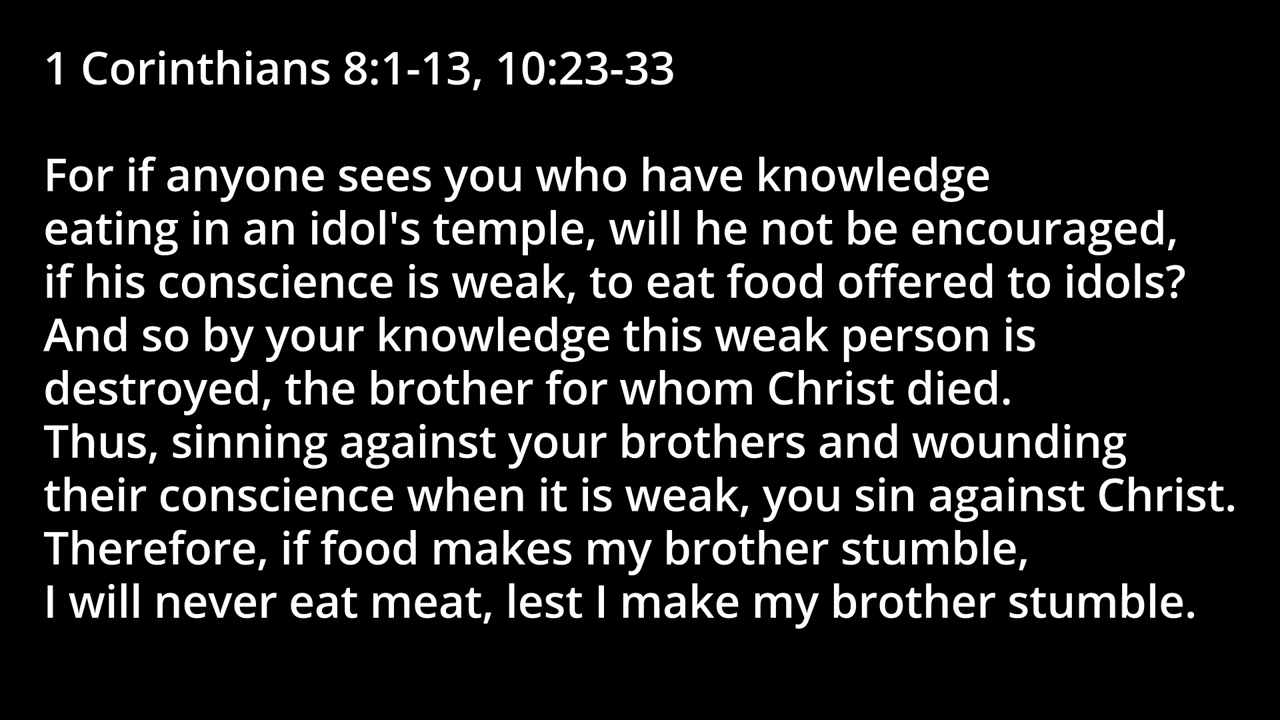 1 Corinthians 8:1-13, 10:23-33
For if anyone sees you who have knowledge
eating in an idol's temple, will he not be encouraged,
if his conscience is weak, to eat food offered to idols?
And so by your knowledge this weak person is
destroyed, the brother for whom Christ died.
Thus, sinning against your brothers and wounding
their conscience when it is weak, you sin against Christ.
Therefore, if food makes my brother stumble,
I will never eat meat, lest I make my brother stumble.